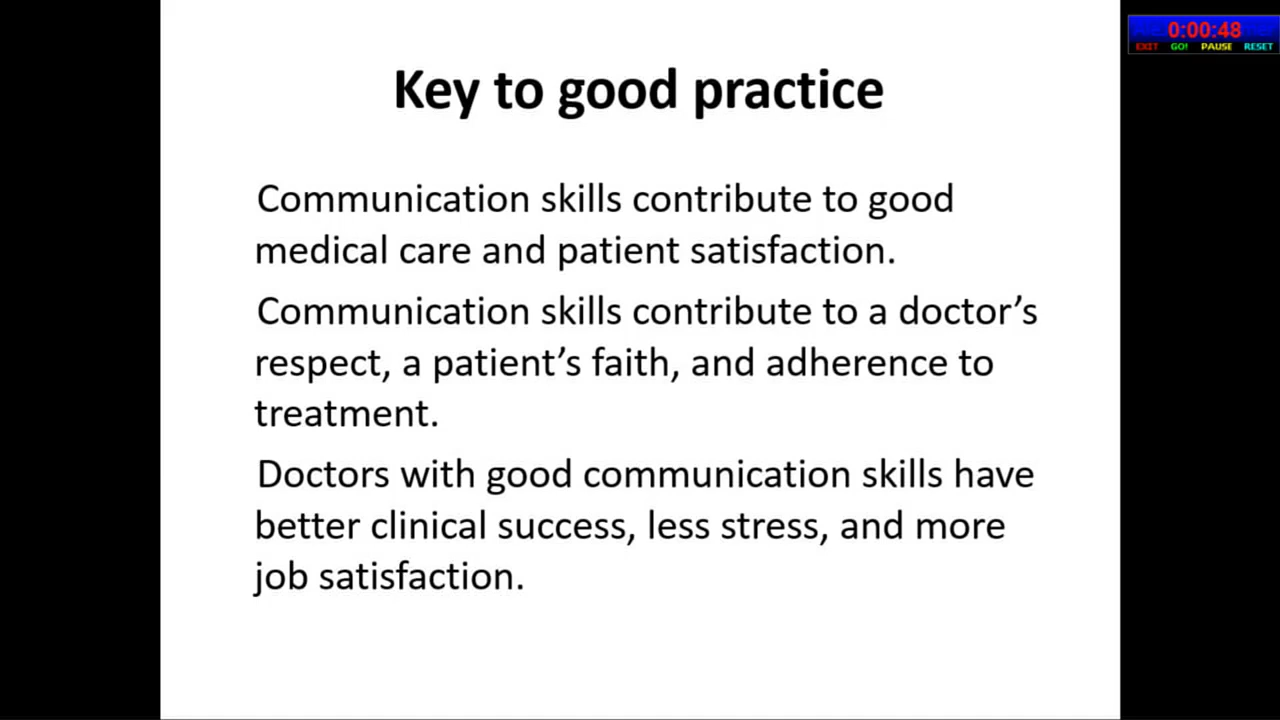 0:00:48
EXIT GO! PAUSE RESET
Key to good practice
Communication skills contribute to good
medical care and patient satisfaction.
Communication skills contribute to a doctor’s
respect, a patient’s faith, and adherence to
treatment.
Doctors with good communication skills have
better clinical success, less stress, and more
job satisfaction.